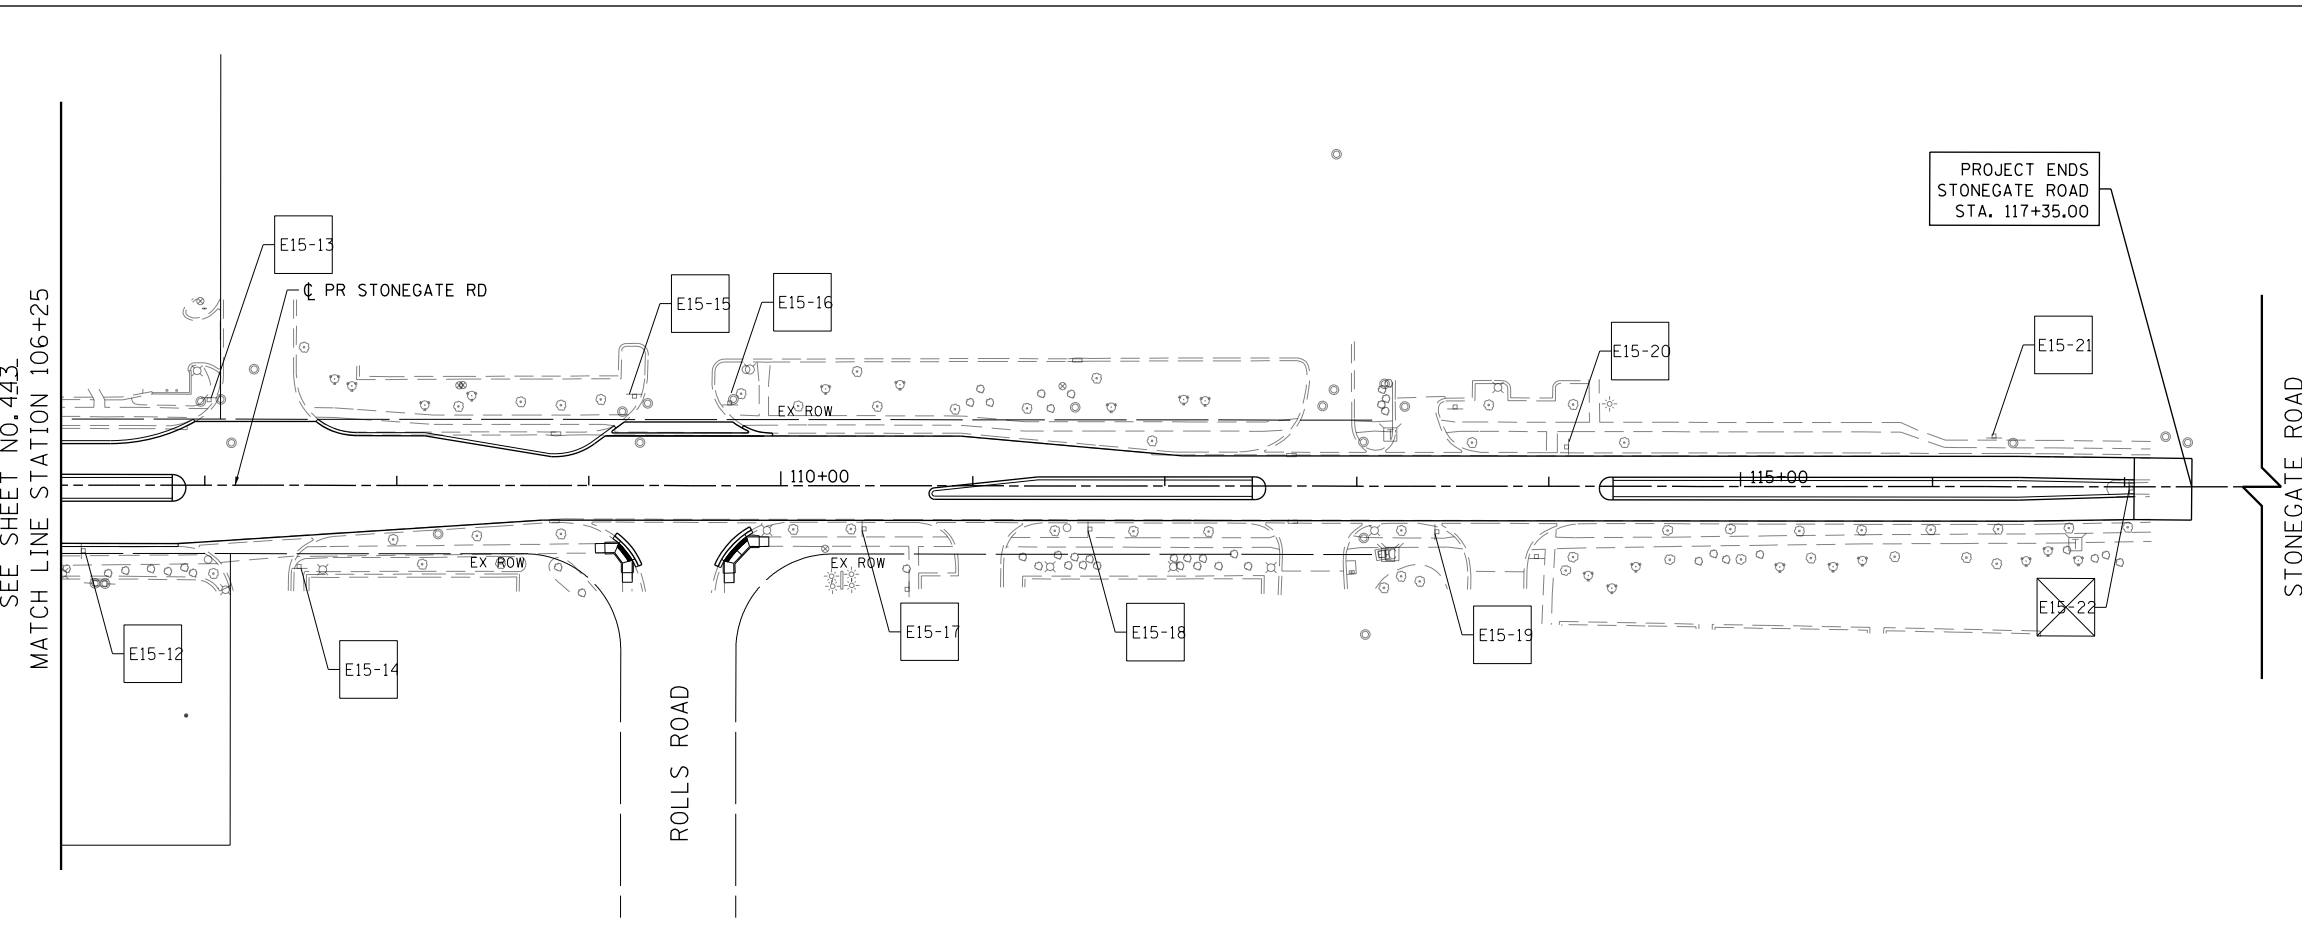 SEE SHEET NO. 443
MATCH LINE STATION 106+25
E15-13
℄ PR STONEGATE RD
E15-15
E15-16
E15-20
E15-21
PROJECT ENDS
STONEGATE ROAD
STA. 117+35.00
EX ROW
110+00
115+00
EX ROW
EX ROW
E15-12
E15-14
E15-17
E15-18
E15-19
E15-22
ROLLS ROAD
STONEGATE ROAD